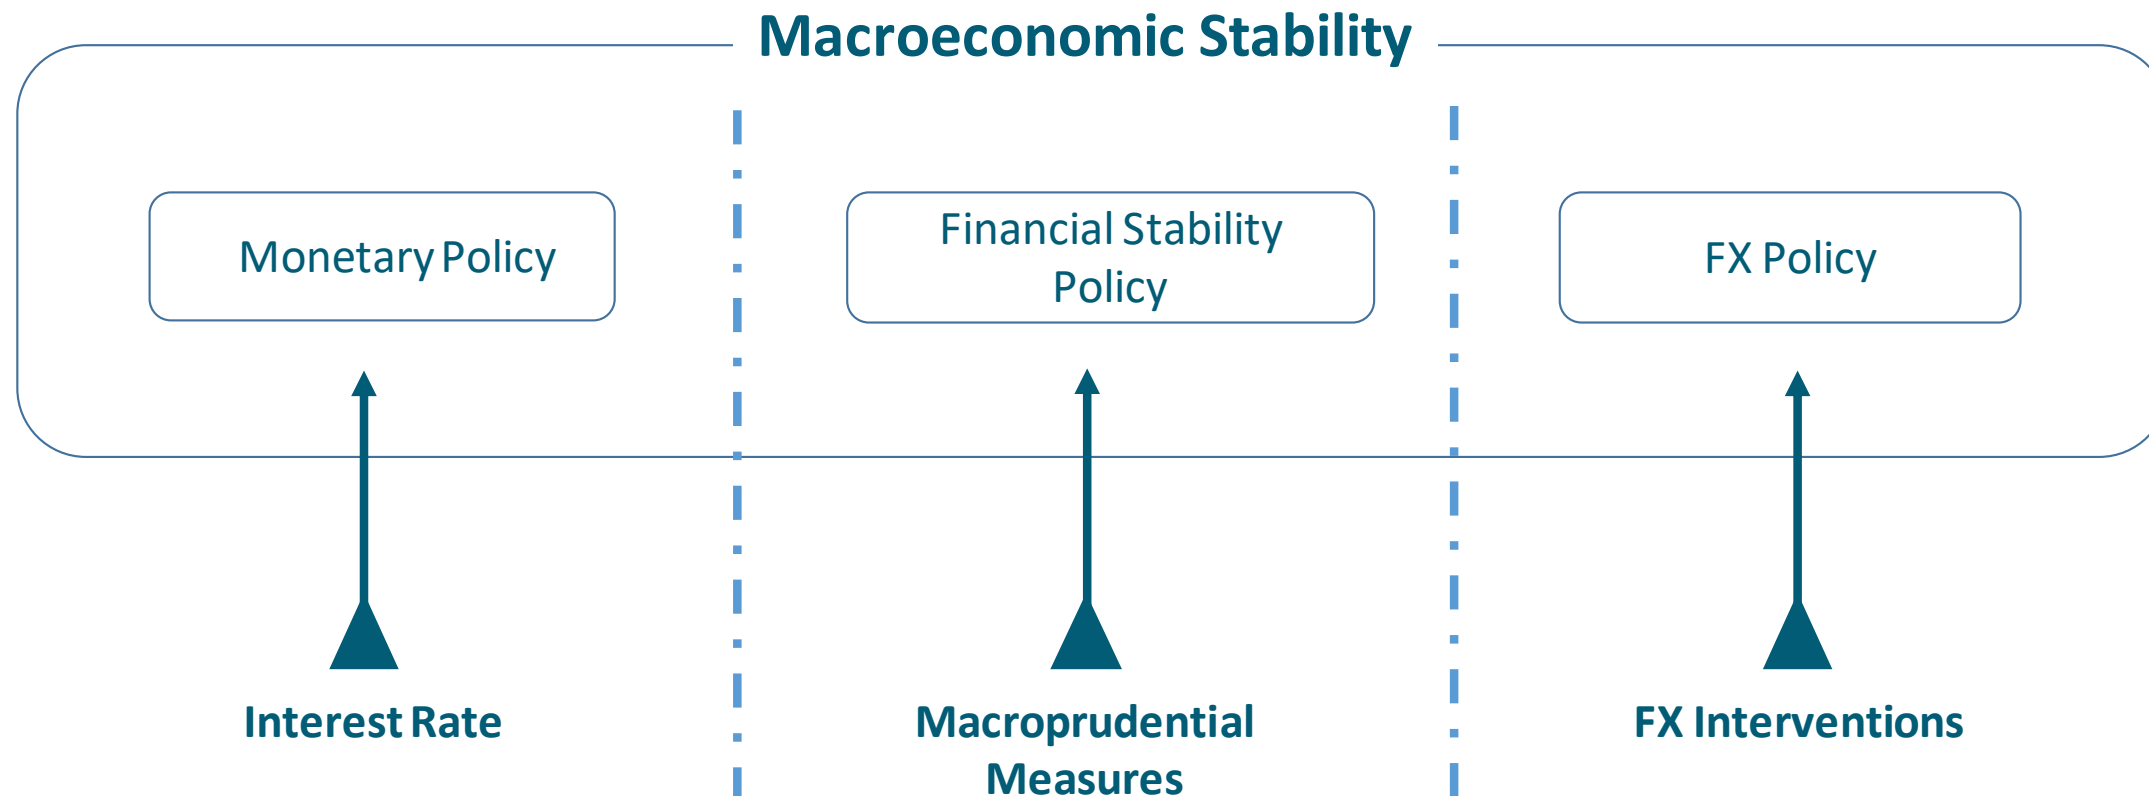 Macroeconomic Stability
Monetary Policy
Financial Stability
Policy
FX Policy
Interest Rate
Macroprudential
Measures
FX Interventions